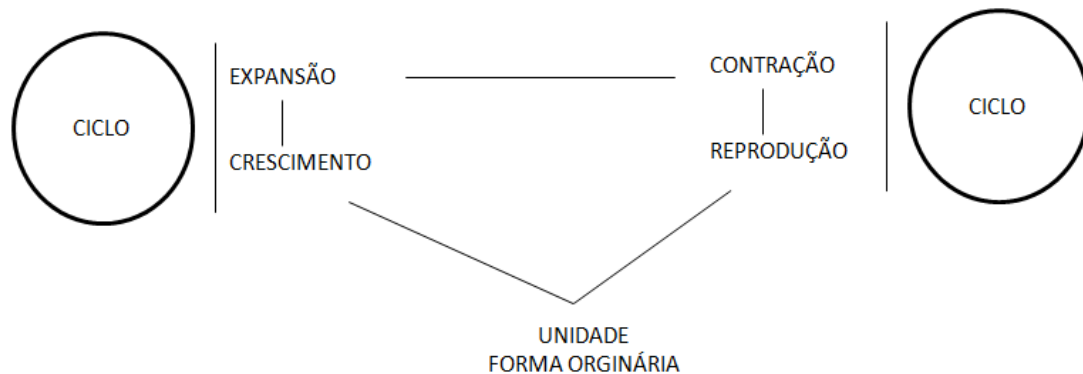 CICLO
EXPANSÃO
CRESCIMENTO
CONTRAÇÃO
REPRODUÇÃO
CICLO
UNIDADE
FORMA ORGINÁRIA